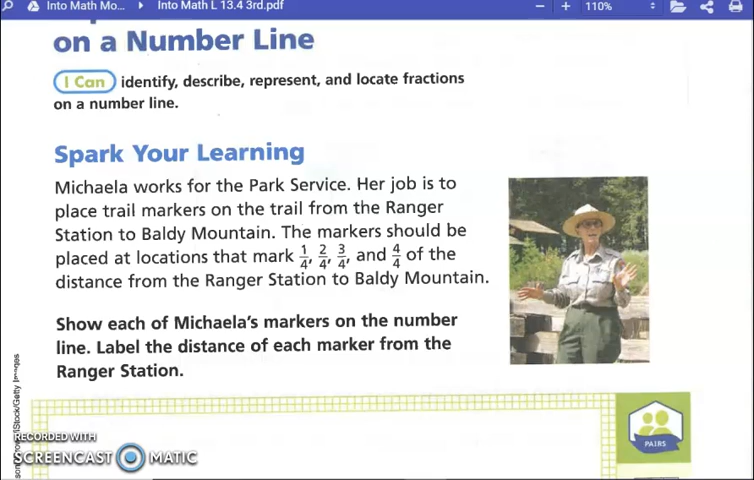 Into Math Mo...
Into Math L 13.4 3rd.pdf
110%
on a Number Line
I Can identify, describe, represent, and locate fractions
on a number line.
Spark Your Learning
Michaela works for the Park Service. Her job is to
place trail markers on the trail from the Ranger
Station to Baldy Mountain. The markers should be
placed at locations that mark 1/4, 2/4, 3/4, and 4/4 of the
distance from the Ranger Station to Baldy Mountain.
Show each of Michaela's markers on the number
line. Label the distance of each marker from the
Ranger Station.
iStock/Getty Images
PAIRS
RECORDED WITH
SCREENCAST MATIC